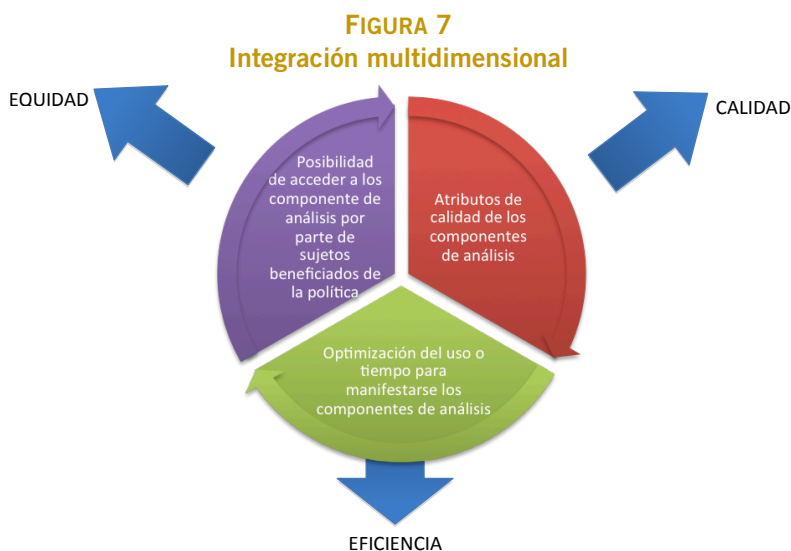 FIGURA 7
Integración multidimensional
EQUIDAD
CALIDAD
Posibilidad
de acceder a los
componente de
análisis por
parte de
sujetos
beneficiados de
la política
Atributos de
calidad de los
componentes
de análisis
Optimización del uso o
tiempo para
manifestarse los
componentes de análisis
EFICIENCIA